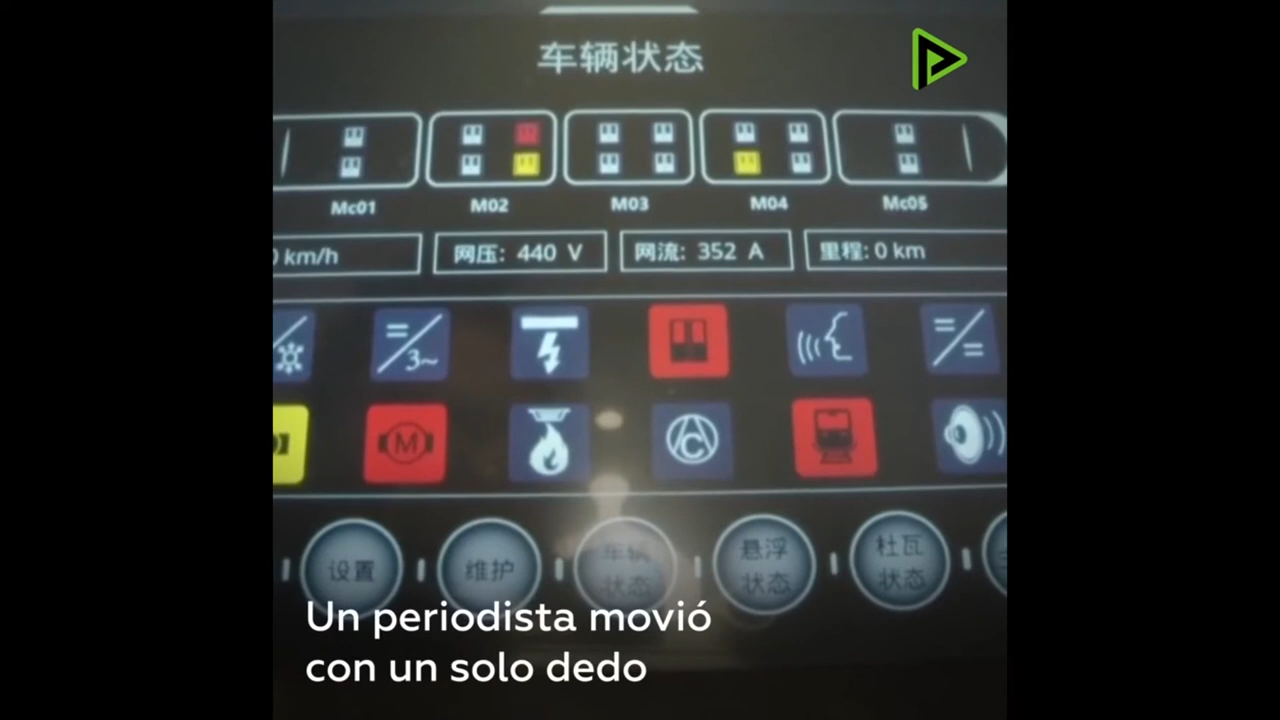 车辆状态
Mc01 M02 M03 M04 Mc05
km/h 网压: 440 V 网流: 352 A 里程: 0 km
=
3~
=
=
M
C
设置 维护 车辆 悬浮 杜瓦
状态 状态 状态
Un periodista movió
con un solo dedo